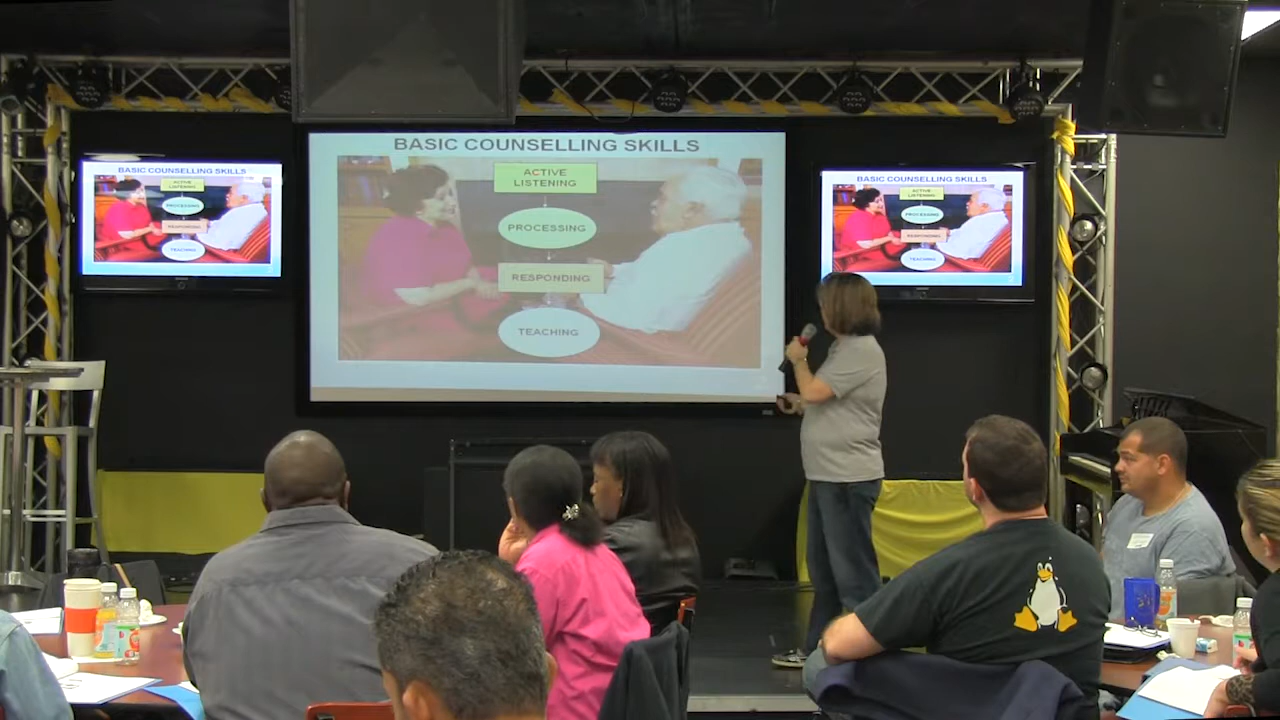 BASIC COUNSELLING SKILLS
ACTIVE
LISTENING
PROCESSING
RESPONDING
TEACHING
BASIC COUNSELLING SKILLS
ACTIVE
LISTENING
PROCESSING
RESPONDING
TEACHING
BASIC COUNSELLING SKILLS
ACTIVE
LISTENING
PROCESSING
RESPONDING
TEACHING